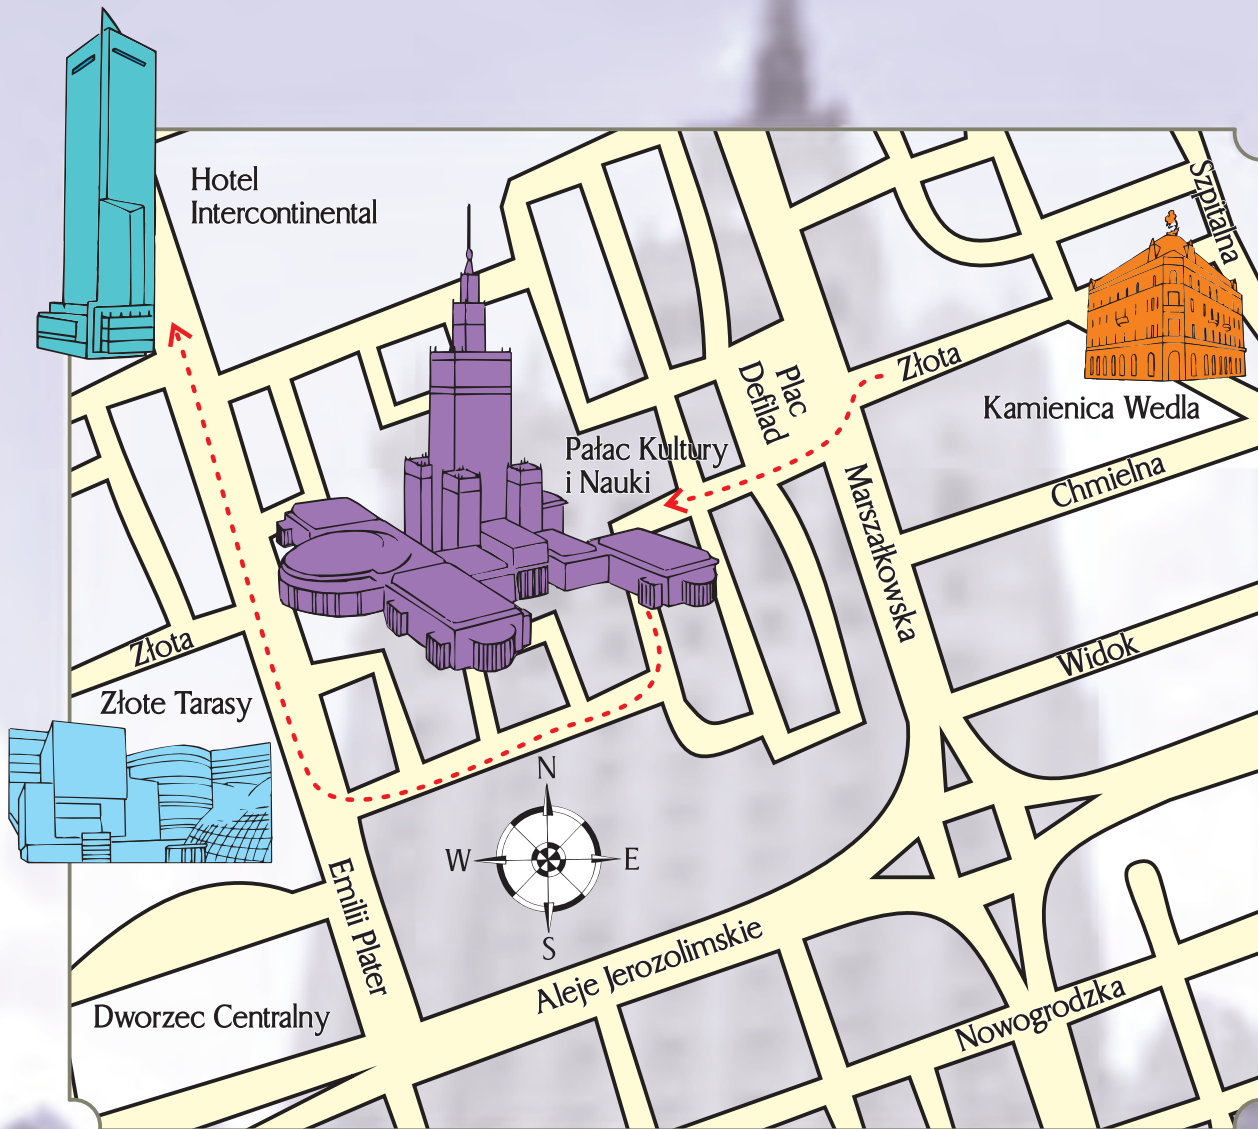 Hotel
Intercontinental
Szpitalna
Złota
Plac
Defilad
Kamienica Wedla
Pałac Kultury
i Nauki
Chmielna
Marszałkowska
Złota
Widok
Złote Tarasy
N
W
E
S
Emilii Plater
Aleje Jerozolimskie
Dworzec Centralny
Nowogrodzka